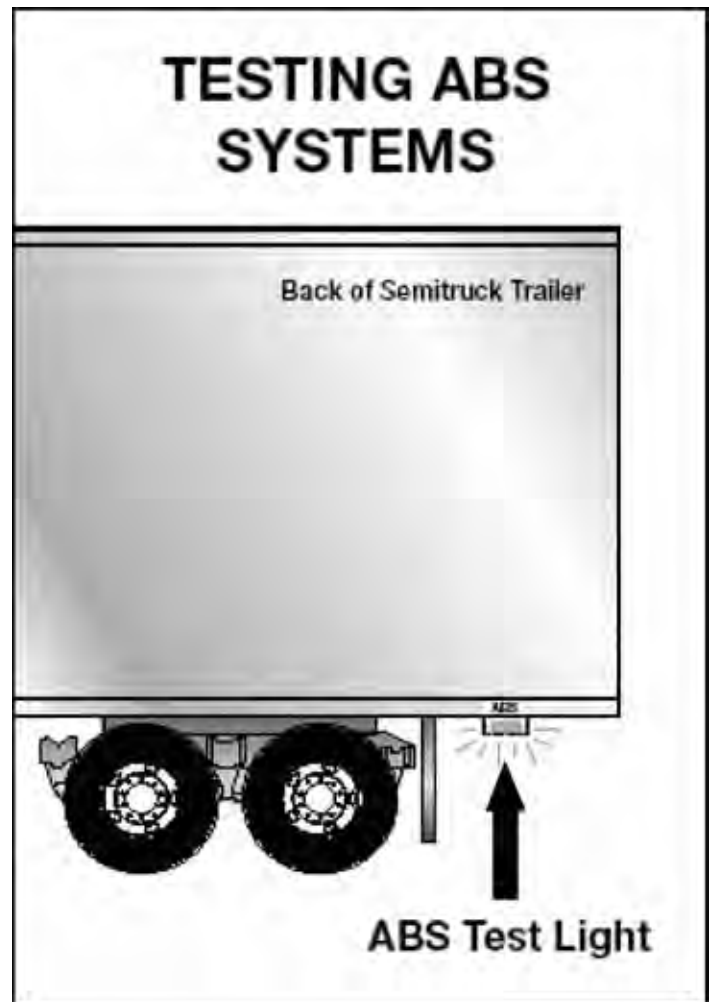 TESTING ABS
SYSTEMS
Back of Semitruck Trailer
ABS
ABS Test Light